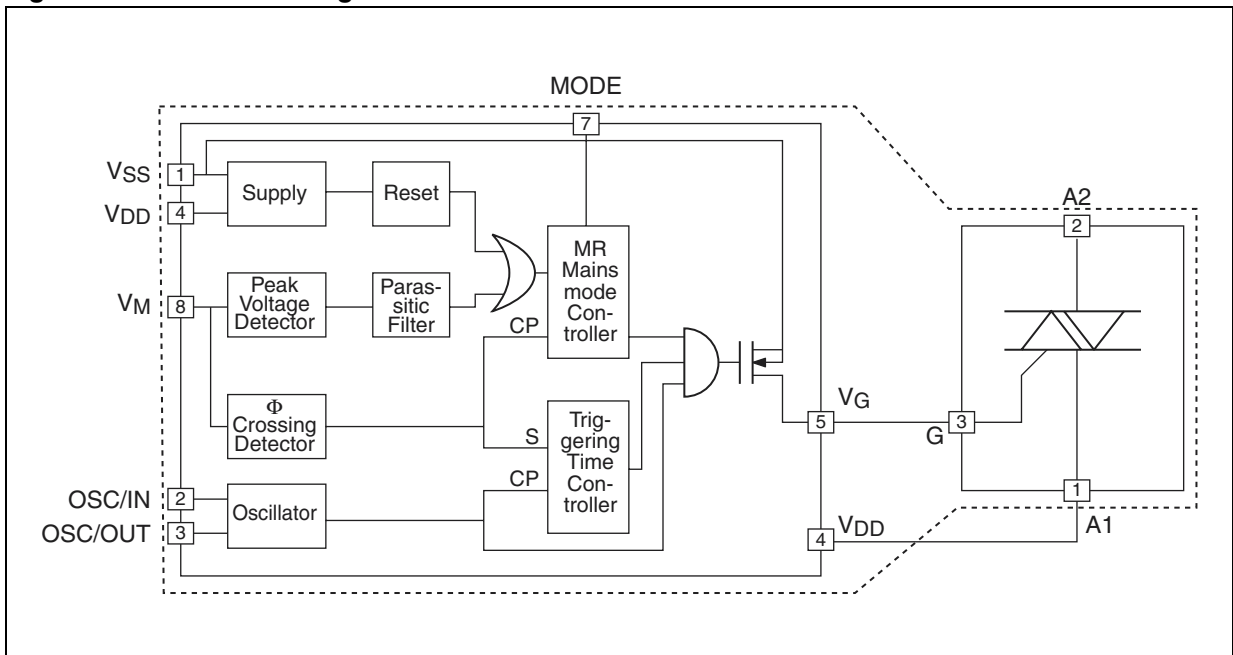 MODE
7
VSS
1
Supply
Reset
VDD
4
A2
2
MR
Mains
mode
Con-
troller
VM
8
Peak
Voltage
Detector
Paras-
sitic
Filter
CP
Φ
Crossing
Detector
S
CP
Trig-
gering
Time
Con-
troller
VG
5
G
3
OSC/IN
2
Oscillator
OSC/OUT
3
VDD
4
1
A1